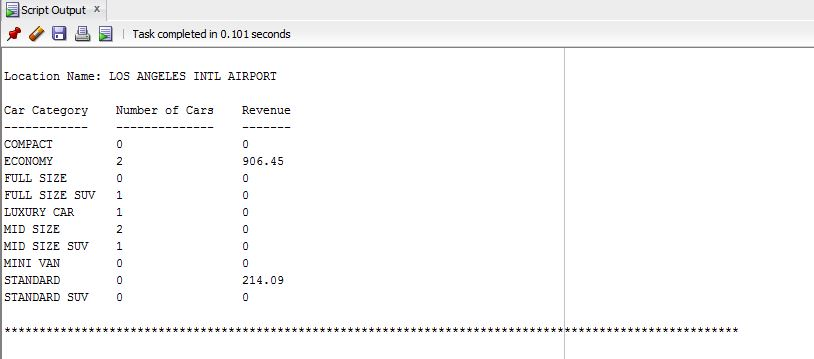 Script Output x
Task completed in 0.101 seconds
Location Name: LOS ANGELES INTL AIRPORT
Car Category    Number of Cars    Revenue
------------    --------------    -------
COMPACT         0                 0
ECONOMY         2                 906.45
FULL SIZE       0                 0
FULL SIZE SUV   1                 0
LUXURY CAR      1                 0
MID SIZE        2                 0
MID SIZE SUV    1                 0
MINI VAN        0                 0
STANDARD        0                 214.09
STANDARD SUV    0                 0
*********************************************************************************************************